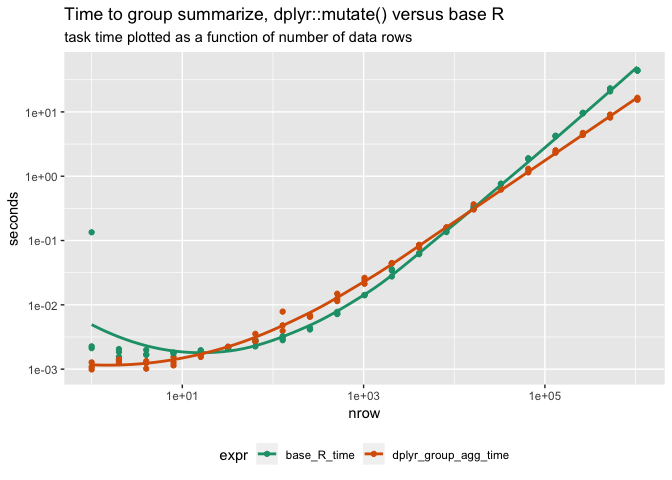 Time to group summarize, dplyr::mutate() versus base R
task time plotted as a function of number of data rows
seconds
1e+01
1e+00
1e-01
1e-02
1e-03
1e+01 1e+03 1e+05
nrow
expr base_R_time dplyr_group_agg_time